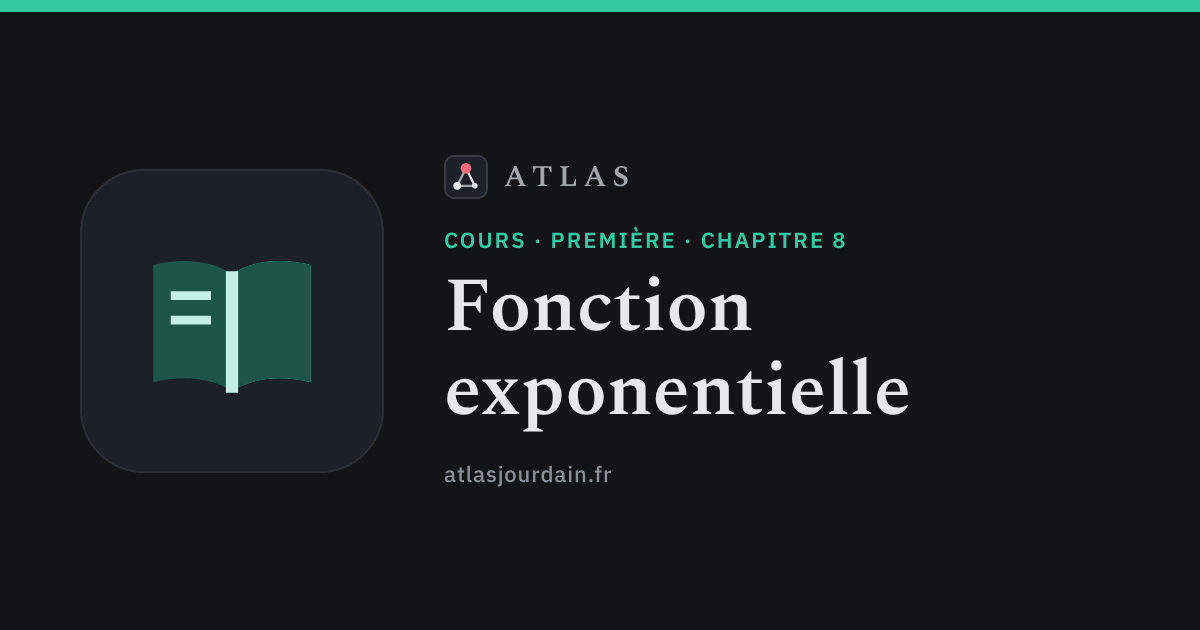 ATLAS
COURS · PREMIÈRE · CHAPITRE 8
Fonction
exponentielle
atlasjourdain.fr